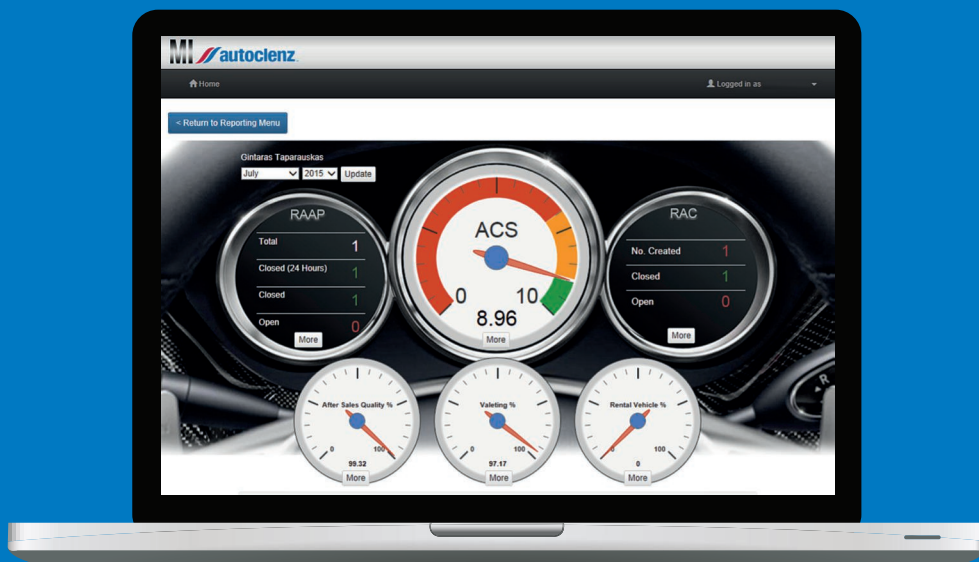 MI autoclenz
Home
Logged in as
< Return to Reporting Menu
Gintaras Taparauskas
July 2015 Update
RAAP
Total 1
Closed (24 Hours) 1
Closed 1
Open 0
More
ACS
0 10
8.96
More
RAC
No. Created 1
Closed 1
Open 0
More
After Sales Quality %
0 100
99.32
More
Valeting %
0 100
97.17
More
Rental Vehicle %
0 100
0
More
R